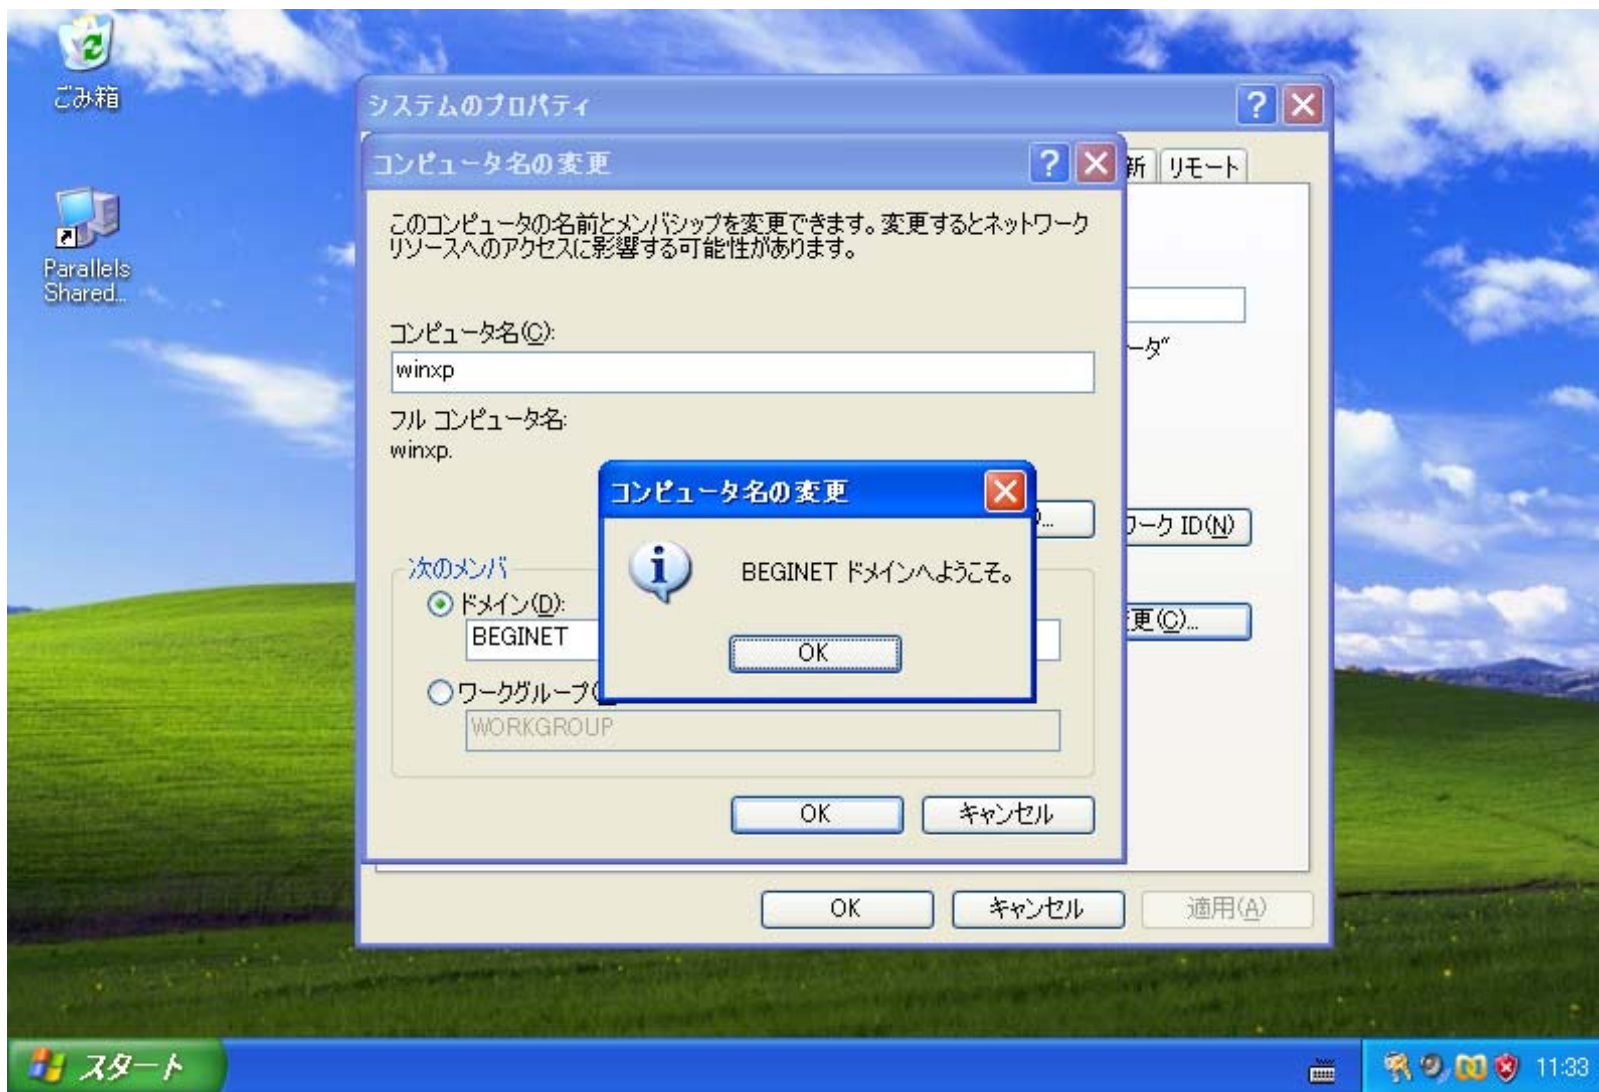 ごみ箱
Parallels
Shared...
システムのプロパティ
コンピュータ名の変更
新
リモート
このコンピュータの名前とメンバシップを変更できます。変更するとネットワーク
リソースへのアクセスに影響する可能性があります。
コンピュータ名(C):
winxp
ータ"
フル コンピュータ名:
winxp.
コンピュータ名の変更
)...
ワーク ID(N)
BEGINET ドメインへようこそ。
OK
次のメンバ
ドメイン(D):
BEGINET
更(C)...
ワークグループ(
WORKGROUP
OK
キャンセル
OK
キャンセル
適用(A)
スタート
11:33